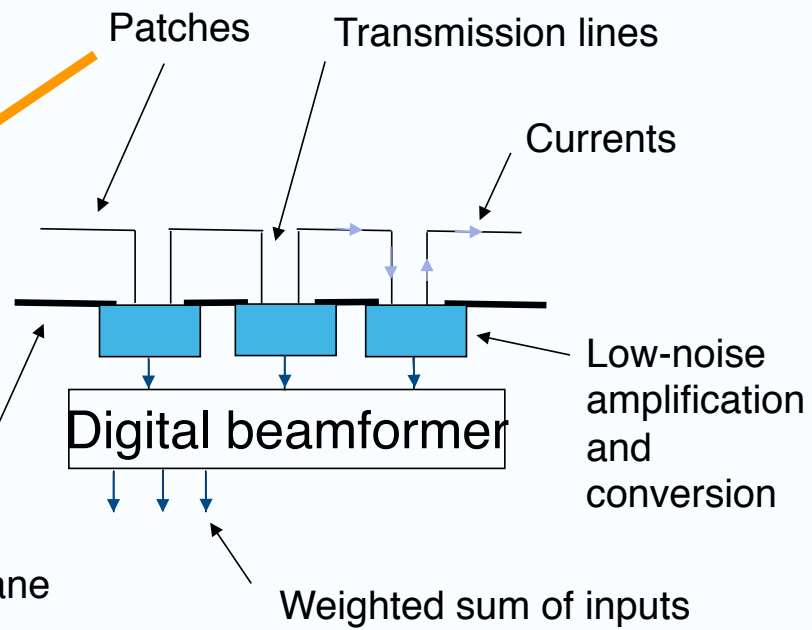 Patches
Transmission lines
Currents
Low-noise
amplification
and
conversion
Digital beamformer
Weighted sum of inputs